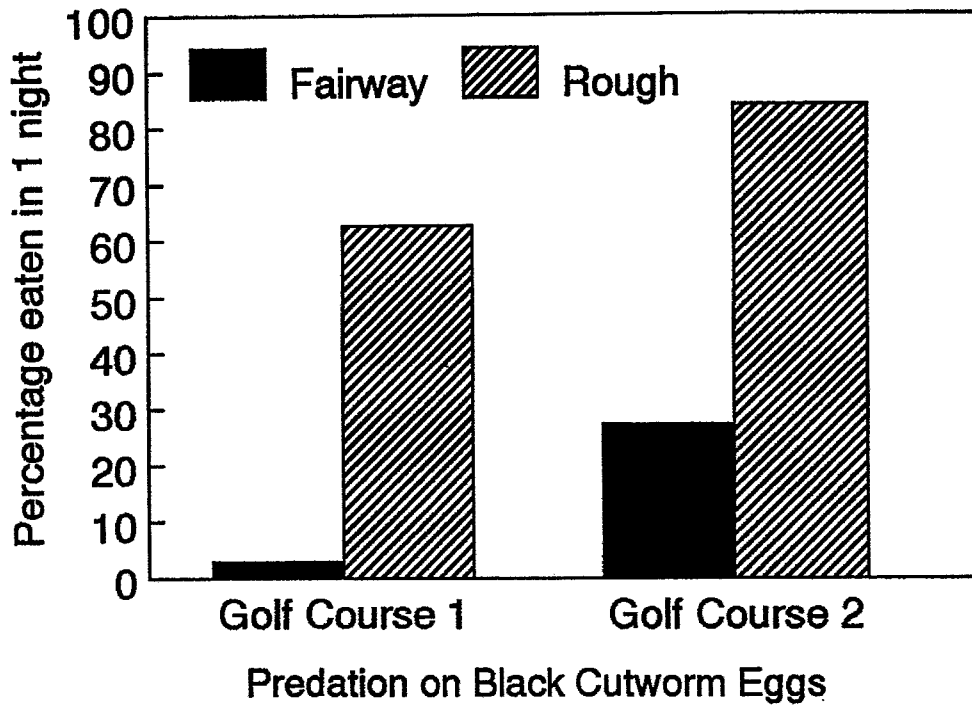 Percentage eaten in 1 night
100
90
80
70
60
50
40
30
20
10
0
Fairway
Rough
Golf Course 1
Golf Course 2
Predation on Black Cutworm Eggs